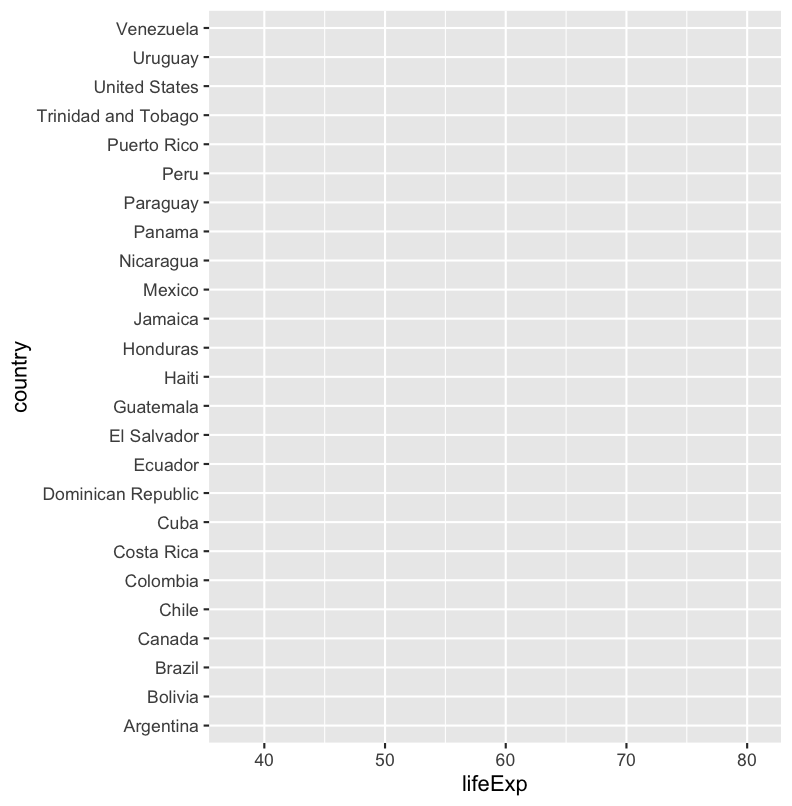 Venezuela
Uruguay
United States
Trinidad and Tobago
Puerto Rico
Peru
Paraguay
Panama
Nicaragua
Mexico
Jamaica
Honduras
Haiti
Guatemala
El Salvador
Ecuador
Dominican Republic
Cuba
Costa Rica
Colombia
Chile
Canada
Brazil
Bolivia
Argentina
country
40 50 60 70 80
lifeExp